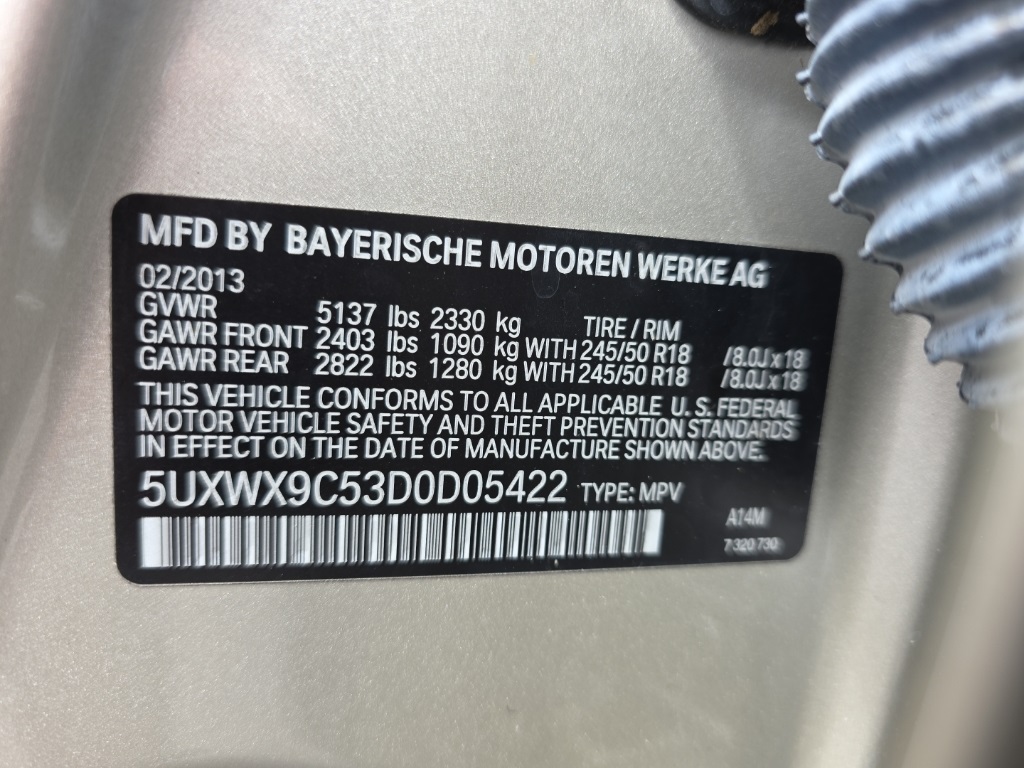 MFD BY BAYERISCHE MOTOREN WERKE AG
02/2013
GVWR 5137 lbs 2330 kg TIRE / RIM
GAWR FRONT 2403 lbs 1090 kg WITH 245/50 R18 /8.0J x 18
GAWR REAR 2822 lbs 1280 kg WITH 245/50 R18 /8.0J x 18
THIS VEHICLE CONFORMS TO ALL APPLICABLE U. S. FEDERAL
MOTOR VEHICLE SAFETY AND THEFT PREVENTION STANDARDS
IN EFFECT ON THE DATE OF MANUFACTURE SHOWN ABOVE.
5UXWX9C53D0D05422 TYPE: MPV
A14M
7 320 730